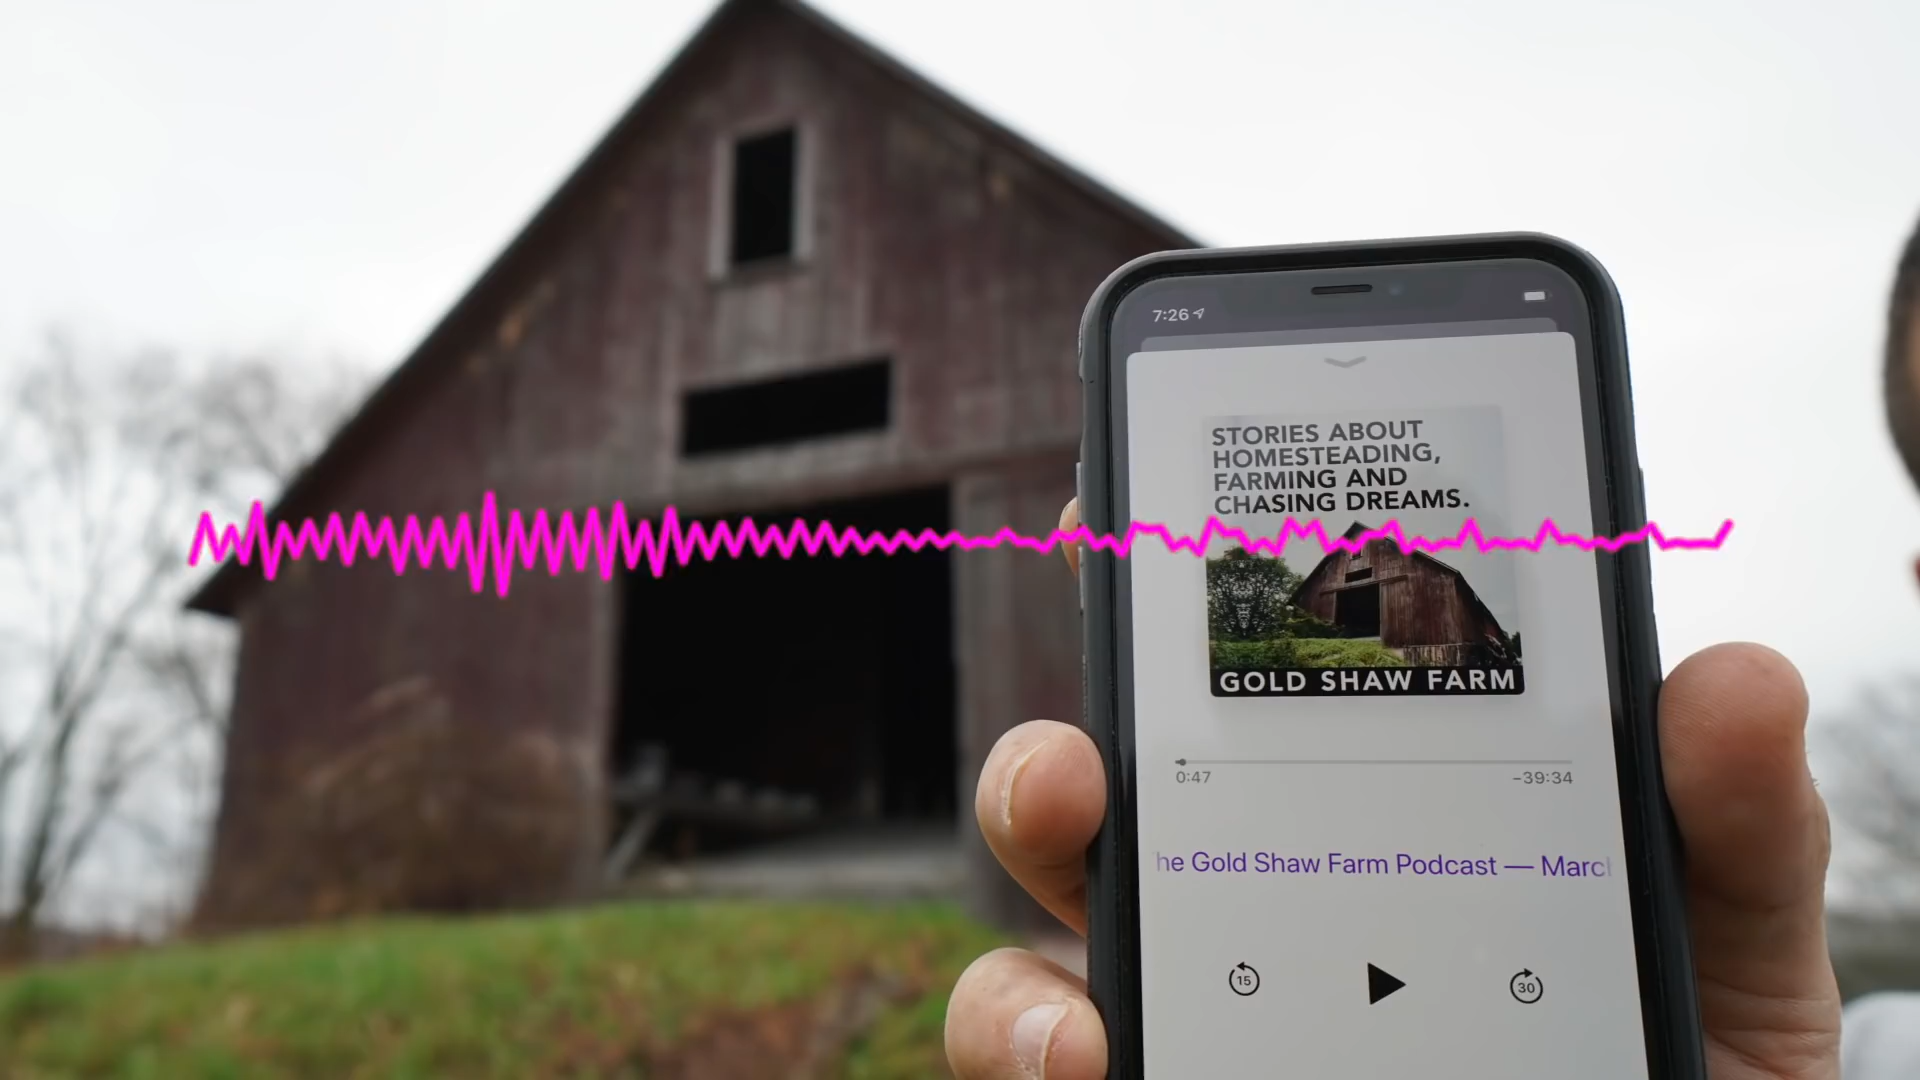 7:26
STORIES ABOUT
HOMESTEADING,
FARMING AND
CHASING DREAMS.
GOLD SHAW FARM
0:47
-39:34
he Gold Shaw Farm Podcast — March
15
30